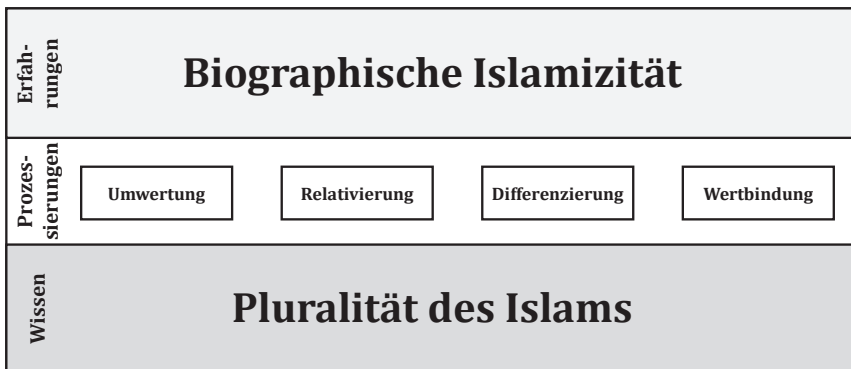 Erfah-
rungen
Biographische Islamizität
Prozes-
sierungen
Umwertung
Relativierung
Differenzierung
Wertbindung
Wissen
Pluralität des Islams